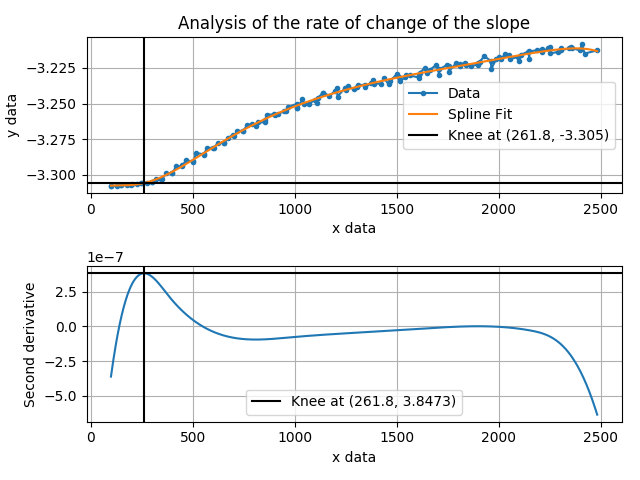 Analysis of the rate of change of the slope
y data
−3.225
−3.250
−3.275
−3.300
Data
Spline Fit
Knee at (261.8, -3.305)
0 500 1000 1500 2000 2500
x data
1e−7
Second derivative
2.5
0.0
−2.5
−5.0
Knee at (261.8, 3.8473)
0 500 1000 1500 2000 2500
x data